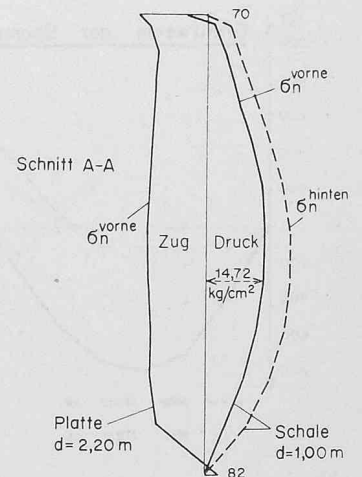 70
σn vorne
Schnitt A-A
σn hinten
σn vorne
Zug
Druck
14,72
kg/cm²
Platte
d= 2,20 m
Schale
d=1,00 m
82